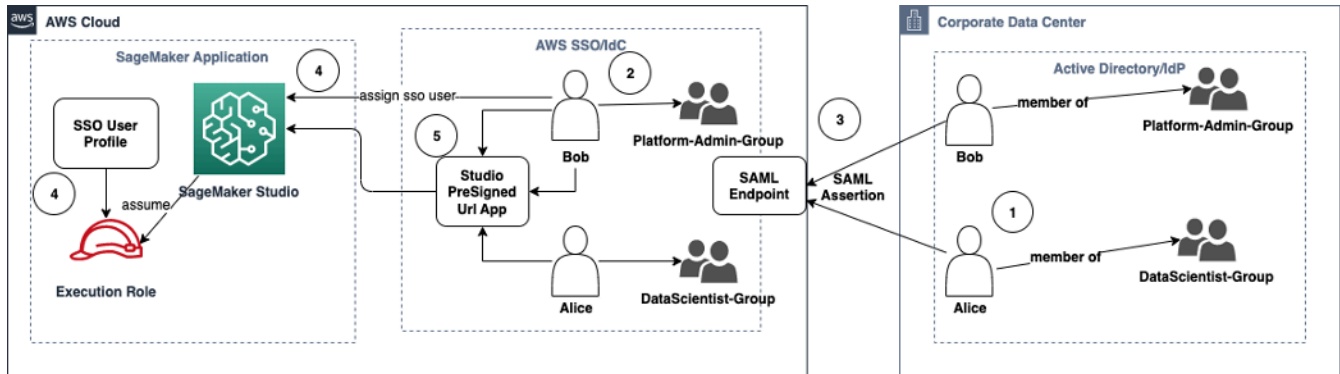 aws
AWS Cloud
SageMaker Application
SSO User
Profile
4
SageMaker Studio
4
assume
Execution Role
AWS SSO/IdC
assign sso user
2
Bob
Platform-Admin-Group
5
Studio
PreSigned
Url App
Alice
DataScientist-Group
3
SAML
Endpoint
SAML
Assertion
Corporate Data Center
Active Directory/IdP
Bob
member of
Platform-Admin-Group
1
Alice
member of
DataScientist-Group